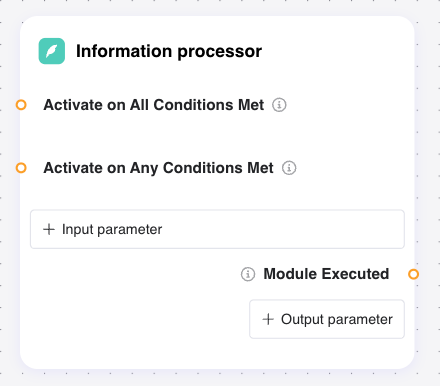 Information processor
Activate on All Conditions Met
Activate on Any Conditions Met
+ Input parameter
Module Executed
+ Output parameter